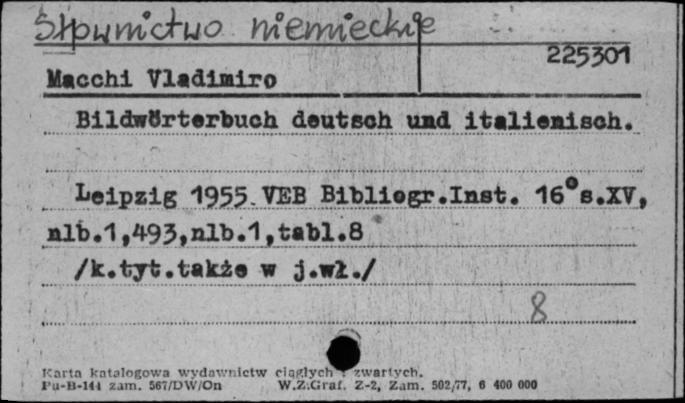 Słownictwo niemieckie
225301
Macchi Vladimiro
Bildwörterbuch deutsch und italienisch.
Leipzig 1955. VEB Bibliogr.Inst. 16° s.XV,
nlb.1,493,nlb.1,tabl.8
/k.tyt.także w j.wł./
8
Karta katalogowa wydawnictw ciągłych i zwartych.
Pu-B-144 zam. 567/DW/On W.Z.Graf. Z-2, Zam. 502/77, 6 400 000